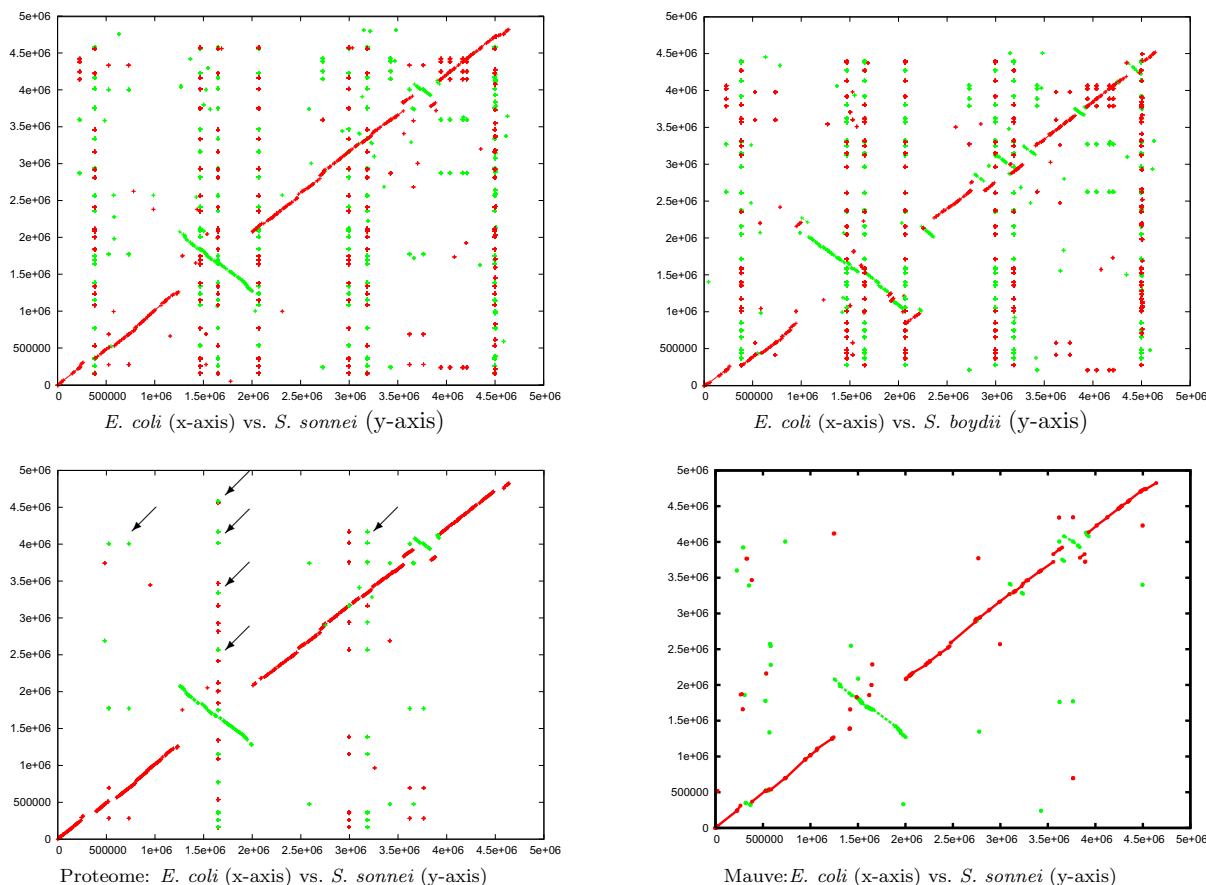 5e+06
4.5e+06
4e+06
3.5e+06
3e+06
2.5e+06
2e+06
1.5e+06
1e+06
500000
0
0 500000 1e+06 1.5e+06 2e+06 2.5e+06 3e+06 3.5e+06 4e+06 4.5e+06 5e+06
E. coli (x-axis) vs. S. sonnei (y-axis)
5e+06
4.5e+06
4e+06
3.5e+06
3e+06
2.5e+06
2e+06
1.5e+06
1e+06
500000
0
0 500000 1e+06 1.5e+06 2e+06 2.5e+06 3e+06 3.5e+06 4e+06 4.5e+06 5e+06
E. coli (x-axis) vs. S. boydii (y-axis)
5e+06
4.5e+06
4e+06
3.5e+06
3e+06
2.5e+06
2e+06
1.5e+06
1e+06
500000
0
0 500000 1e+06 1.5e+06 2e+06 2.5e+06 3e+06 3.5e+06 4e+06 4.5e+06 5e+06
Proteome: E. coli (x-axis) vs. S. sonnei (y-axis)
5e+06
4.5e+06
4e+06
3.5e+06
3e+06
2.5e+06
2e+06
1.5e+06
1e+06
500000
0
0 500000 1e+06 1.5e+06 2e+06 2.5e+06 3e+06 3.5e+06 4e+06 4.5e+06 5e+06
Mauve:E. coli (x-axis) vs. S. sonnei (y-axis)